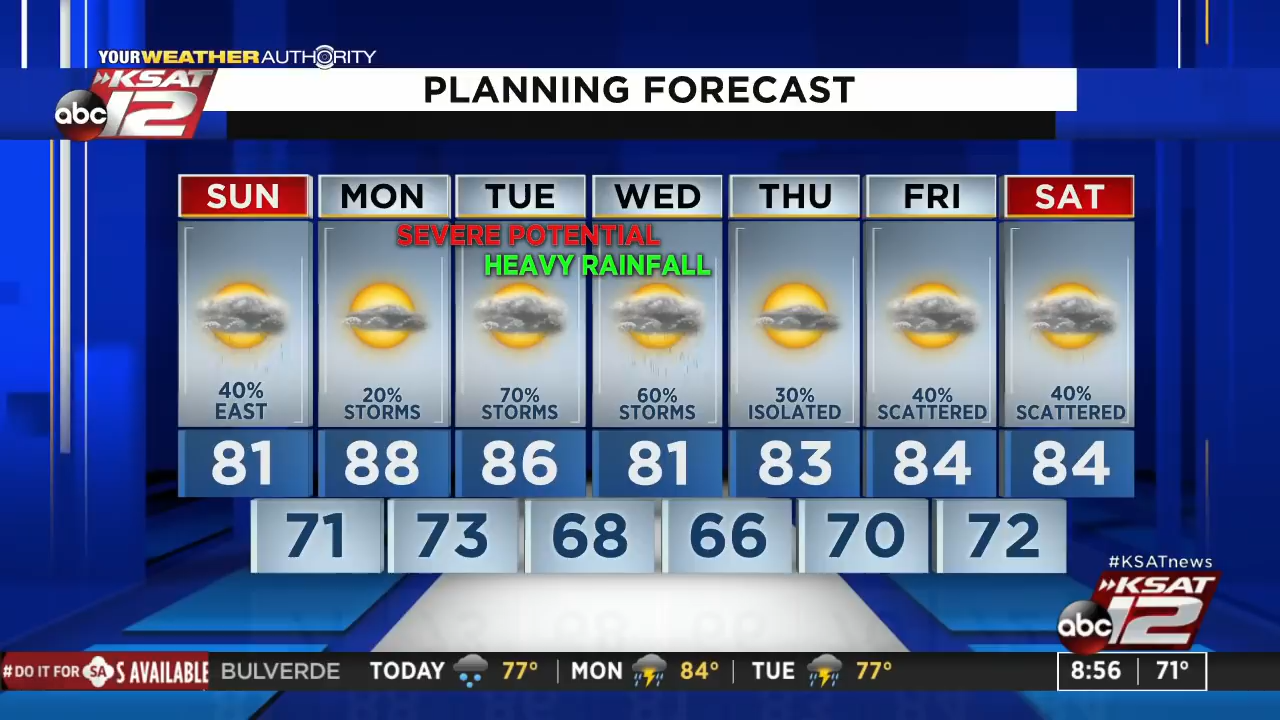 YOURWEATHERAUTHORITY
KSAT
abc 12
PLANNING FORECAST
SUN MON TUE WED THU FRI SAT
SEVERE POTENTIAL
HEAVY RAINFALL
40% 20% 70% 60% 30% 40% 40%
EAST STORMS STORMS STORMS ISOLATED SCATTERED SCATTERED
81 88 86 81 83 84 84
71 73 68 66 70 72
#KSATnews
KSAT
abc 12
#DO IT FOR SA S AVAILABLE BULVERDE TODAY 77° MON 84° TUE 77° 8:56 71°